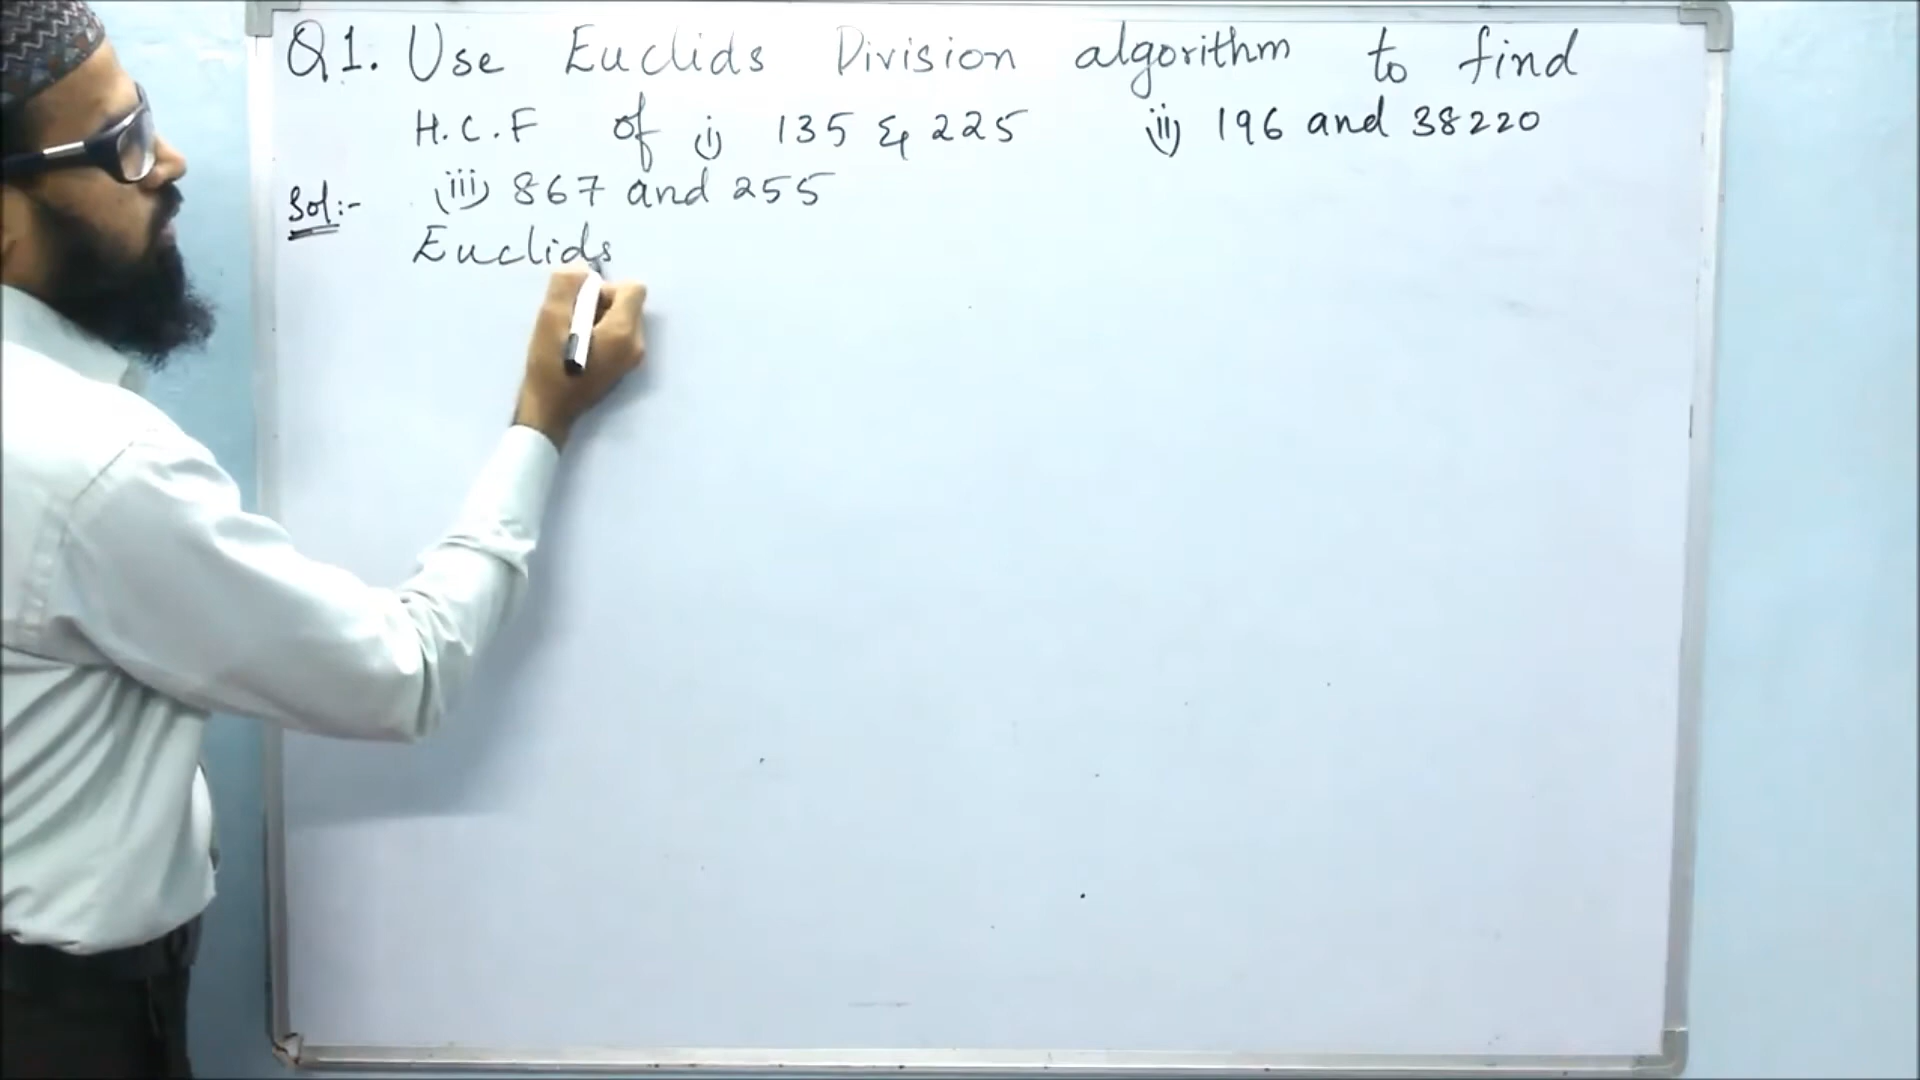 Q1. Use Euclids Division algorithm to find
H.C.F of (i) 135 & 225 (ii) 196 and 38220
Sol:- (iii) 867 and 255
Euclids